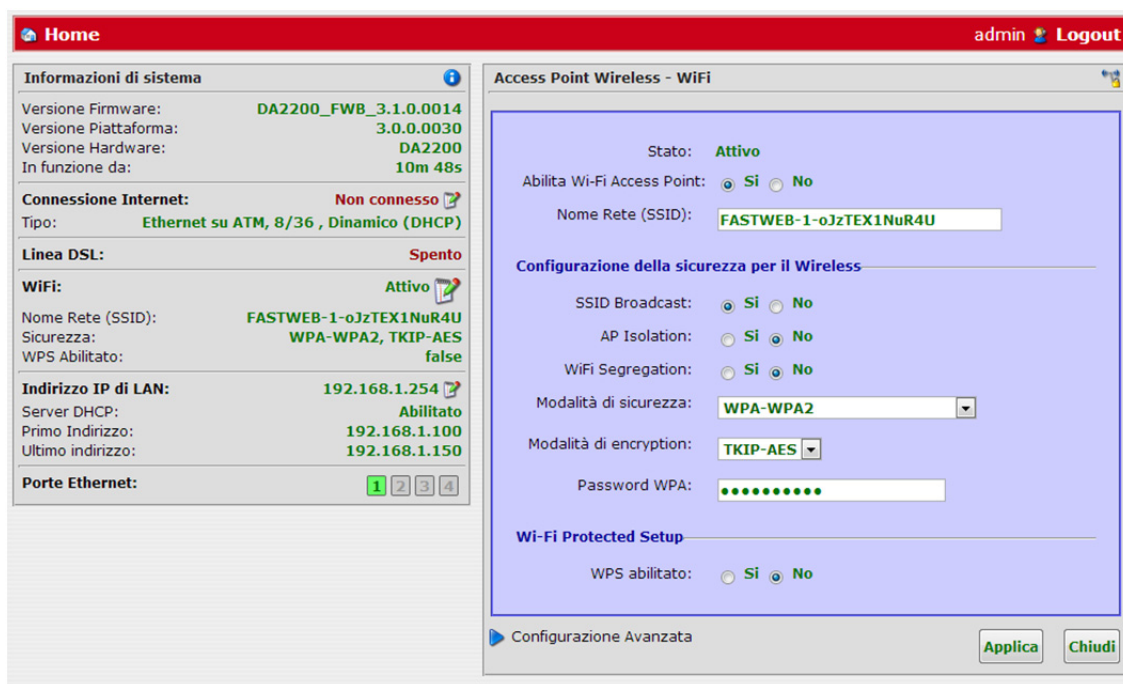 Home
admin Logout
Informazioni di sistema
Versione Firmware: DA2200_FWB_3.1.0.0014
Versione Piattaforma: 3.0.0.0030
Versione Hardware: DA2200
In funzione da: 10m 48s
Connessione Internet: Non connesso
Tipo: Ethernet su ATM, 8/36 , Dinamico (DHCP)
Linea DSL: Spento
WiFi: Attivo
Nome Rete (SSID): FASTWEB-1-oJzTEX1NuR4U
Sicurezza: WPA-WPA2, TKIP-AES
WPS Abilitato: false
Indirizzo IP di LAN: 192.168.1.254
Server DHCP: Abilitato
Primo Indirizzo: 192.168.1.100
Ultimo indirizzo: 192.168.1.150
Porte Ethernet: 1 2 3 4
Access Point Wireless - WiFi
Stato: Attivo
Abilita Wi-Fi Access Point: Si No
Nome Rete (SSID): FASTWEB-1-oJzTEX1NuR4U
Configurazione della sicurezza per il Wireless
SSID Broadcast: Si No
AP Isolation: Si No
WiFi Segregation: Si No
Modalità di sicurezza: WPA-WPA2
Modalità di encryption: TKIP-AES
Password WPA: ••••••••••
Wi-Fi Protected Setup
WPS abilitato: Si No
Configurazione Avanzata
Applica Chiudi